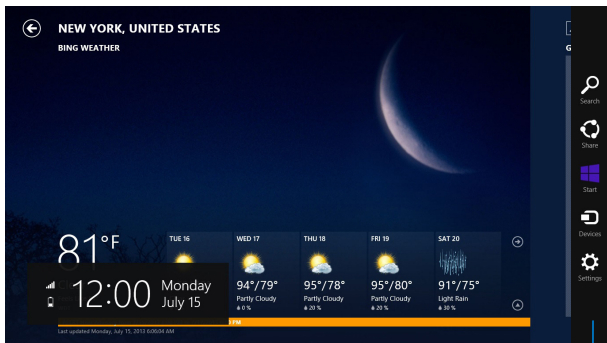 NEW YORK, UNITED STATES
BING WEATHER
G
Search
Share
Start
Devices
Settings
81°F
TUE 16
WED 17
THU 18
FRI 19
SAT 20
94°/79°
95°/78°
95°/80°
91°/75°
Partly Cloudy
Partly Cloudy
Partly Cloudy
Light Rain
0 %
20 %
20 %
30 %
12:00
Monday
July 15
PM
Last updated Monday, July 15, 2013 6:06:04 AM